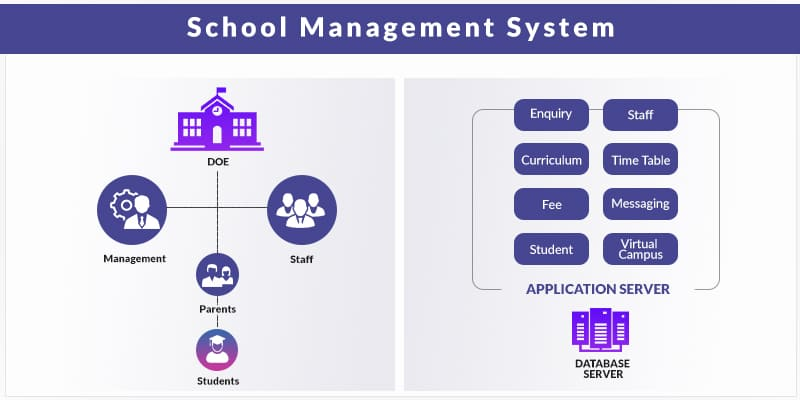 School Management System
DOE
Management
Staff
Parents
Students
Enquiry
Staff
Curriculum
Time Table
Fee
Messaging
Student
Virtual
Campus
APPLICATION SERVER
DATABASE
SERVER